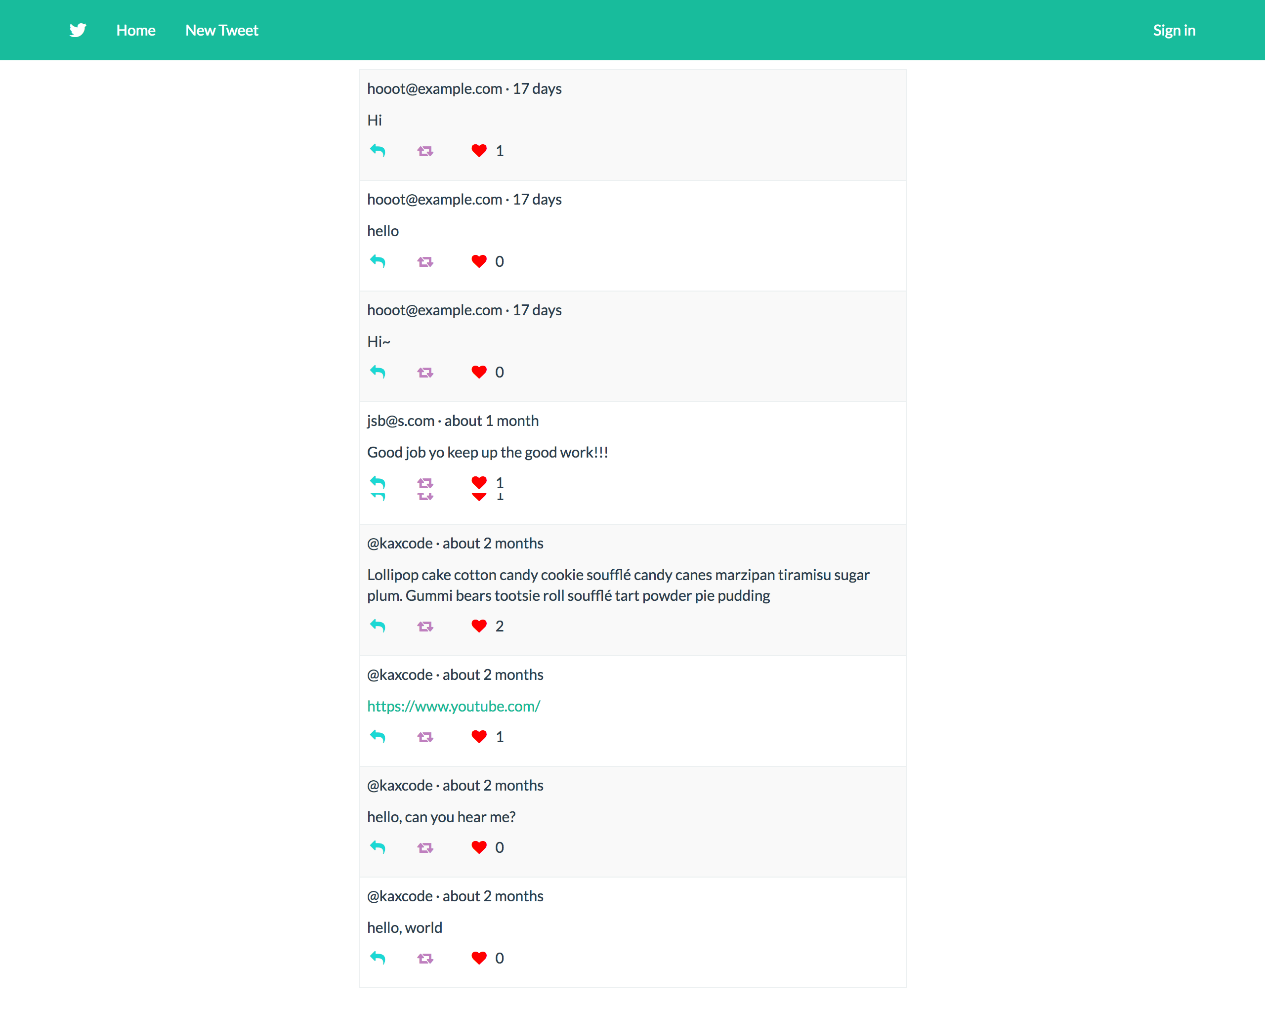 Home New Tweet Sign in
hooot@example.com · 17 days
Hi
1
hooot@example.com · 17 days
hello
0
hooot@example.com · 17 days
Hi~
0
jsb@s.com · about 1 month
Good job yo keep up the good work!!!
1
1
@kaxcode · about 2 months
Lollipop cake cotton candy cookie soufflé candy canes marzipan tiramisu sugar
plum. Gummi bears tootsie roll soufflé tart powder pie pudding
2
@kaxcode · about 2 months
https://www.youtube.com/
1
@kaxcode · about 2 months
hello, can you hear me?
0
@kaxcode · about 2 months
hello, world
0